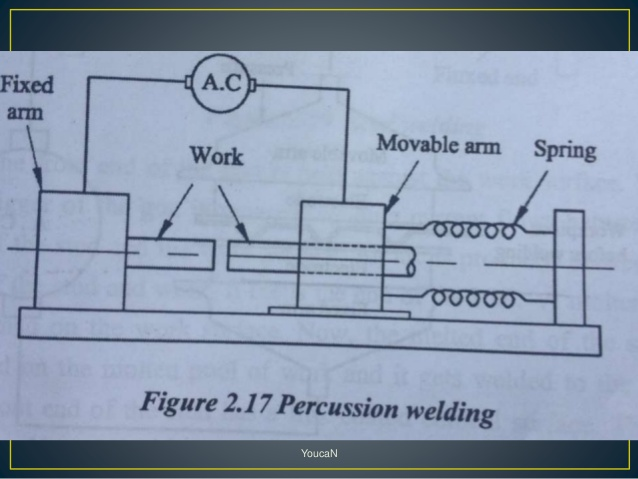 A.C
Fixed
arm
Work
Movable arm
Spring
Figure 2.17 Percussion welding
YoucaN